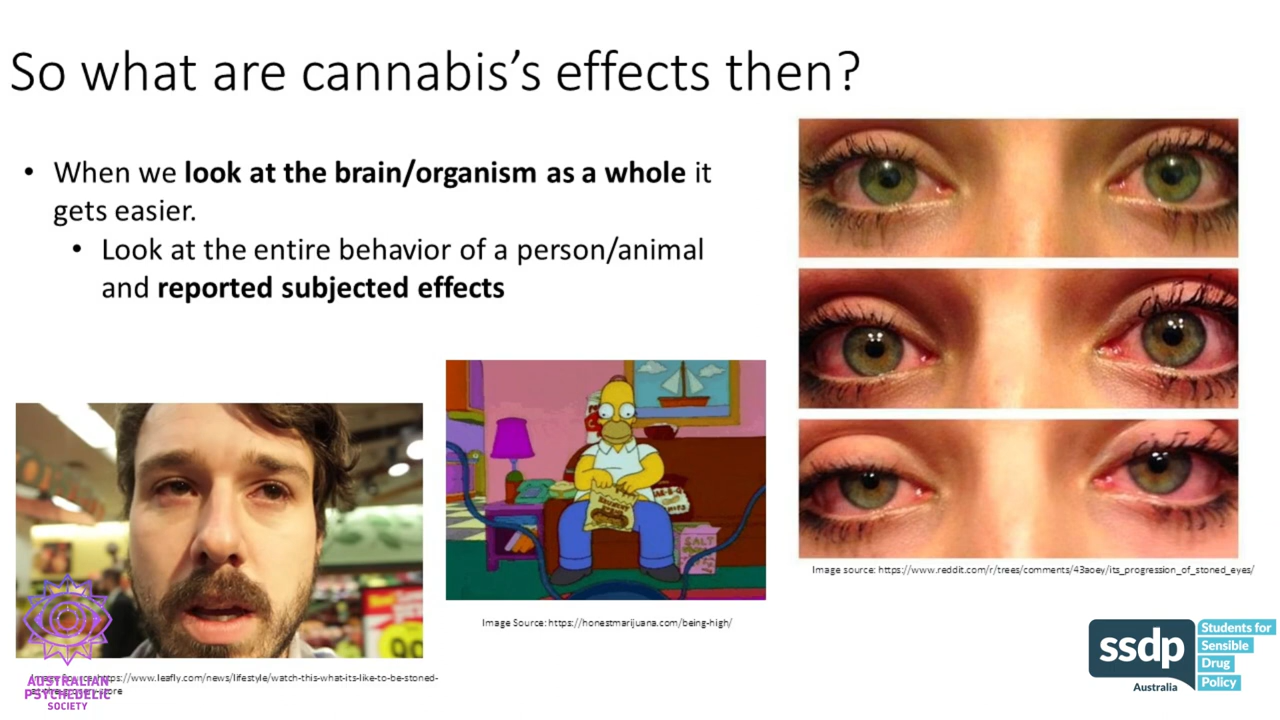 So what are cannabis's effects then?
• When we look at the brain/organism as a whole it
gets easier.
• Look at the entire behavior of a person/animal
and reported subjected effects
Image source: https://www.reddit.com/r/trees/comments/43aoey/its_progression_of_stoned_eyes/
SALT
Image Source: https://honestmarijuana.com/being-high/
https://www.leafly.com/news/lifestyle/watch-this-what-its-like-to-be-stoned-
store
AUSTRALIAN
PSYCHEDELIC
SOCIETY
ssdp
Australia
Students for
Sensible
Drug
Policy